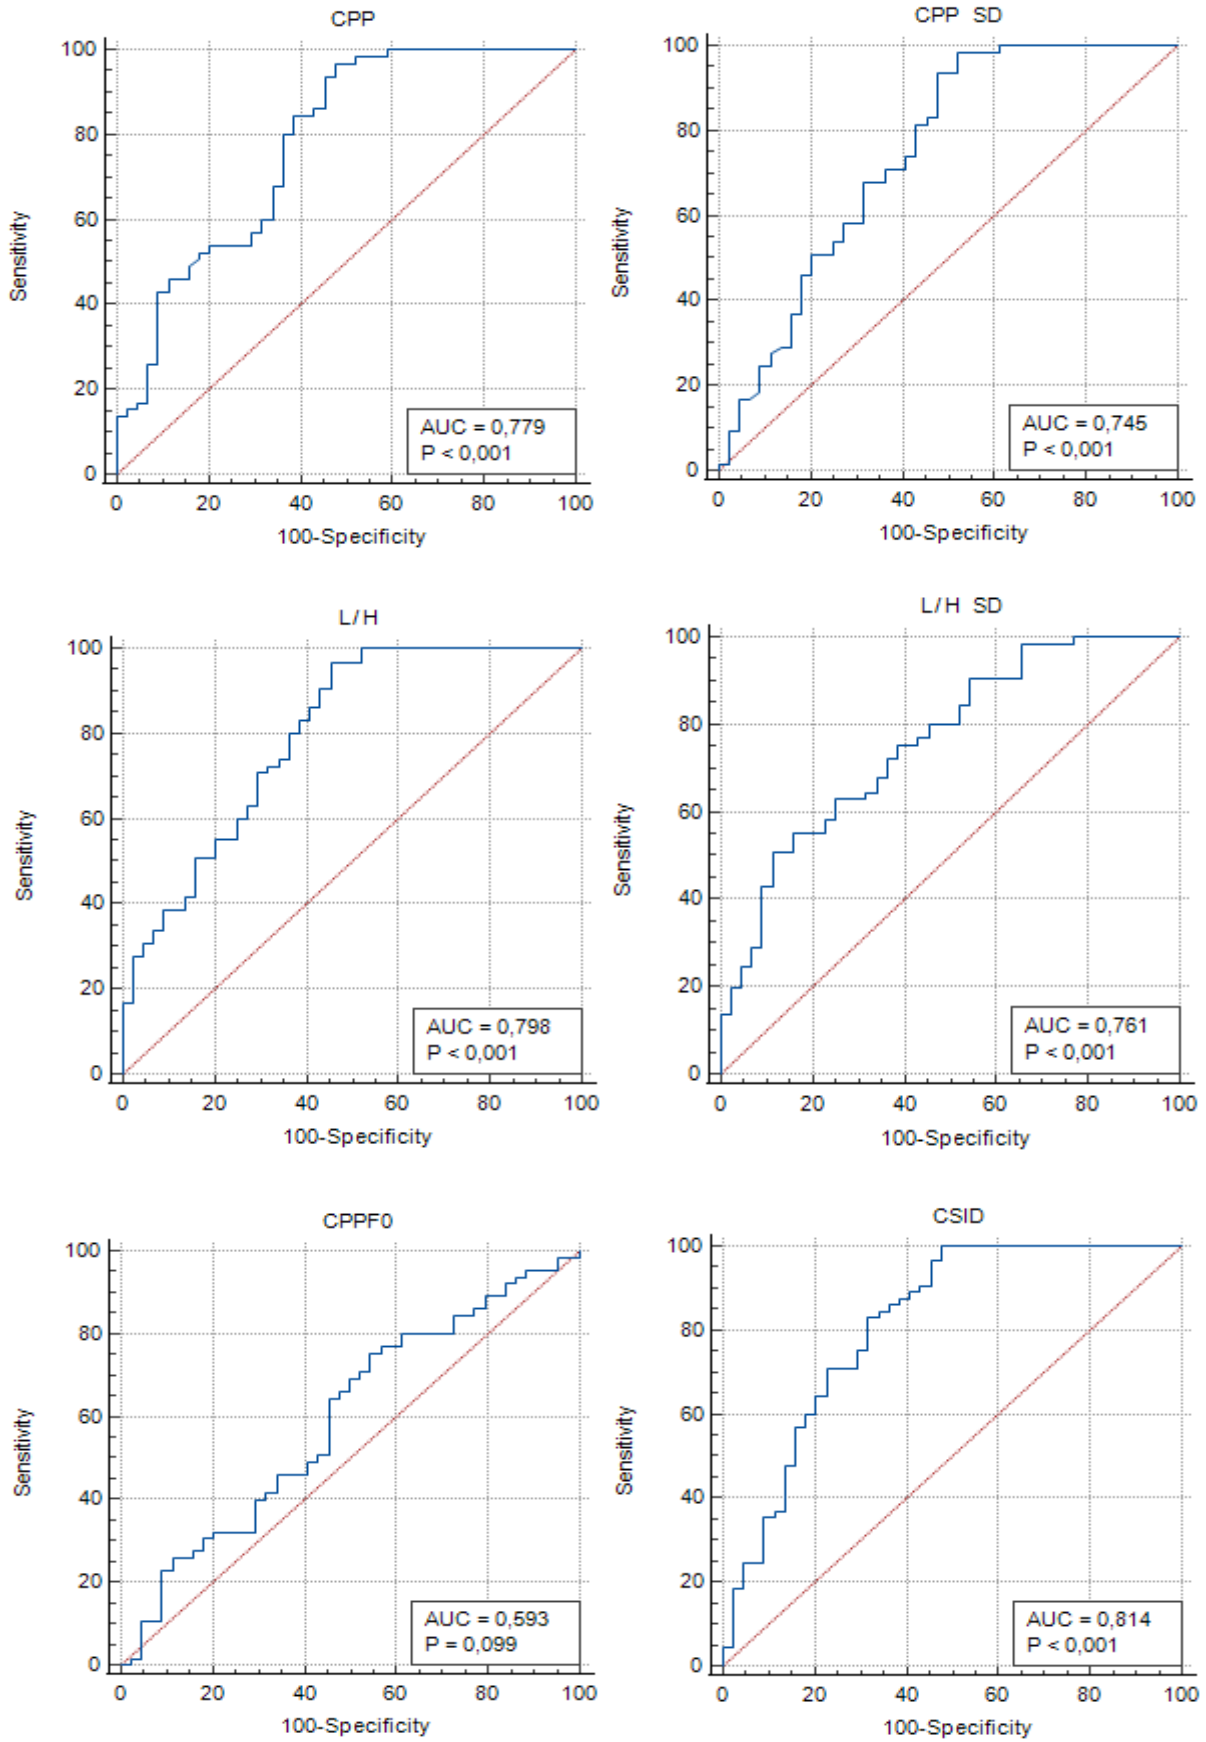 CPP
100
80
60
40
20
0
Sensitivity
AUC = 0,779
P < 0,001
0 20 40 60 80 100
100-Specificity
CPP SD
100
80
60
40
20
0
Sensitivity
AUC = 0,745
P < 0,001
0 20 40 60 80 100
100-Specificity
L/H
100
80
60
40
20
0
Sensitivity
AUC = 0,798
P < 0,001
0 20 40 60 80 100
100-Specificity
L/H SD
100
80
60
40
20
0
Sensitivity
AUC = 0,761
P < 0,001
0 20 40 60 80 100
100-Specificity
CPPF0
100
80
60
40
20
0
Sensitivity
AUC = 0,593
P = 0,099
0 20 40 60 80 100
100-Specificity
CSID
100
80
60
40
20
0
Sensitivity
AUC = 0,814
P < 0,001
0 20 40 60 80 100
100-Specificity